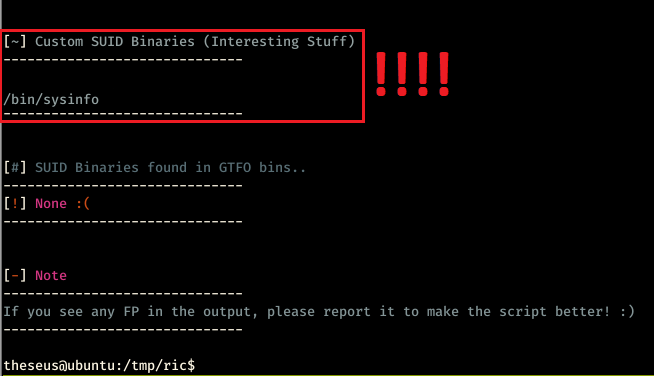 [~] Custom SUID Binaries (Interesting Stuff)
------------------------------
/bin/sysinfo
------------------------------
!!!!
[#] SUID Binaries found in GTFO bins..
------------------------------
[!] None :(
------------------------------
[-] Note
------------------------------
If you see any FP in the output, please report it to make the script better! :)
------------------------------
theseus@ubuntu:/tmp/ric$